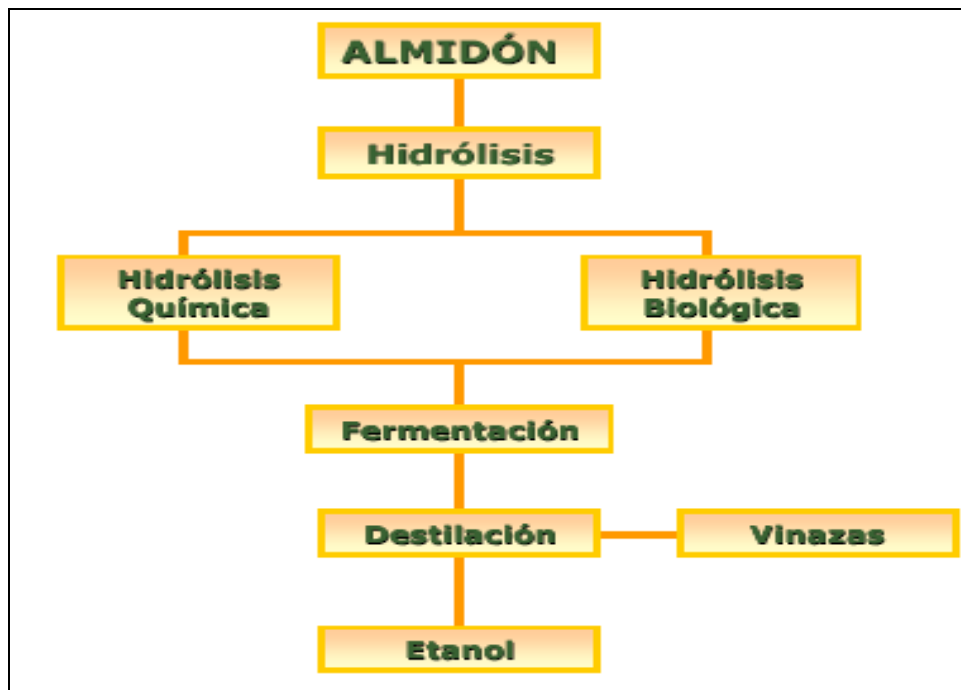 ALMIDÓN
Hidrólisis
Hidrólisis
Química
Hidrólisis
Biológica
Fermentación
Destilación
Vinazas
Etanol